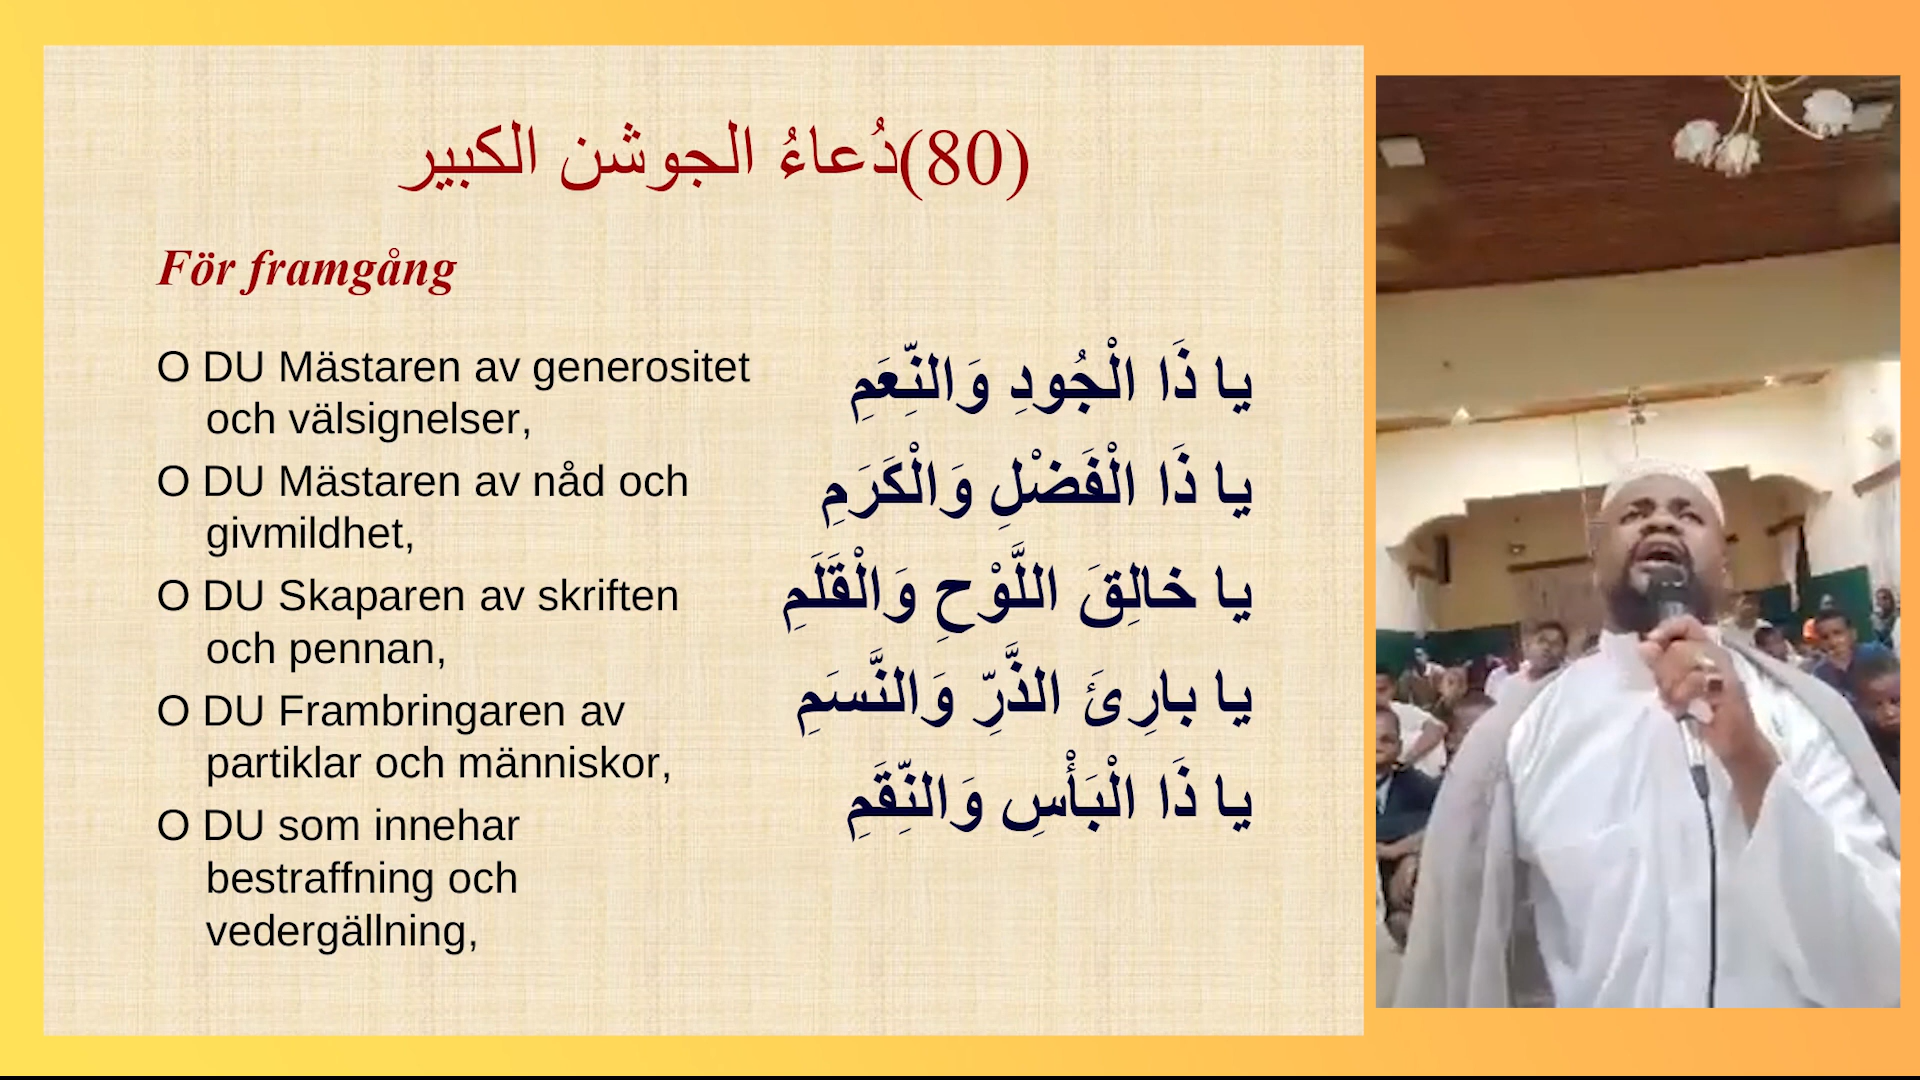 (80)دُعاءُ الجوشن الكبير
För framgång
O DU Mästaren av generositet
och välsignelser,
O DU Mästaren av nåd och
givmildhet,
O DU Skaparen av skriften
och pennan,
O DU Frambringaren av
partiklar och människor,
O DU som innehar
bestraffning och
vedergällning,
يا ذَا الْجُودِ وَالنِّعَمِ
يا ذَا الْفَضْلِ وَالْكَرَمِ
يا خالِقَ اللَّوْحِ وَالْقَلَمِ
يا بارِئَ الذَّرِّ وَالنَّسَمِ
يا ذَا الْبَأْسِ وَالنِّقَمِ